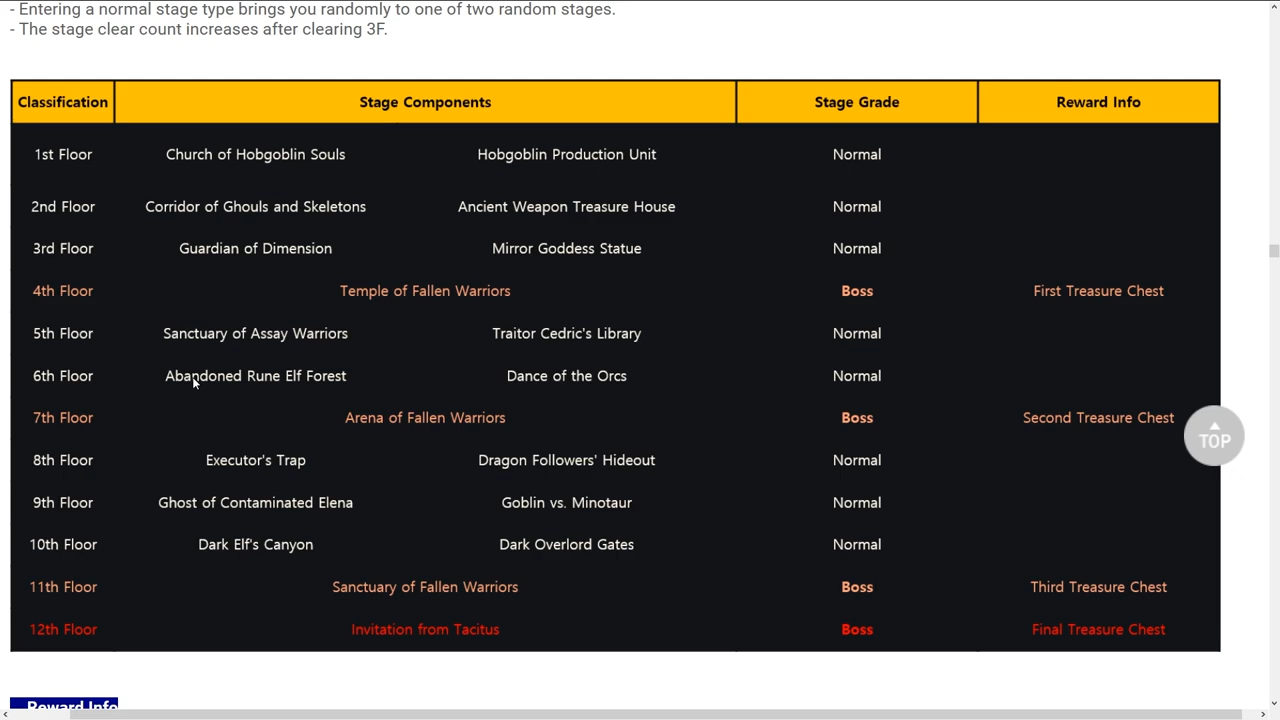 - Entering a normal stage type brings you randomly to one of two random stages.
- The stage clear count increases after clearing 3F.
Classification Stage Components Stage Grade Reward Info
1st Floor Church of Hobgoblin Souls Hobgoblin Production Unit Normal
2nd Floor Corridor of Ghouls and Skeletons Ancient Weapon Treasure House Normal
3rd Floor Guardian of Dimension Mirror Goddess Statue Normal
4th Floor Temple of Fallen Warriors Boss First Treasure Chest
5th Floor Sanctuary of Assay Warriors Traitor Cedric's Library Normal
6th Floor Abandoned Rune Elf Forest Dance of the Orcs Normal
7th Floor Arena of Fallen Warriors Boss Second Treasure Chest
TOP
8th Floor Executor's Trap Dragon Followers' Hideout Normal
9th Floor Ghost of Contaminated Elena Goblin vs. Minotaur Normal
10th Floor Dark Elf's Canyon Dark Overlord Gates Normal
11th Floor Sanctuary of Fallen Warriors Boss Third Treasure Chest
12th Floor Invitation from Tacitus Boss Final Treasure Chest
Reward Info